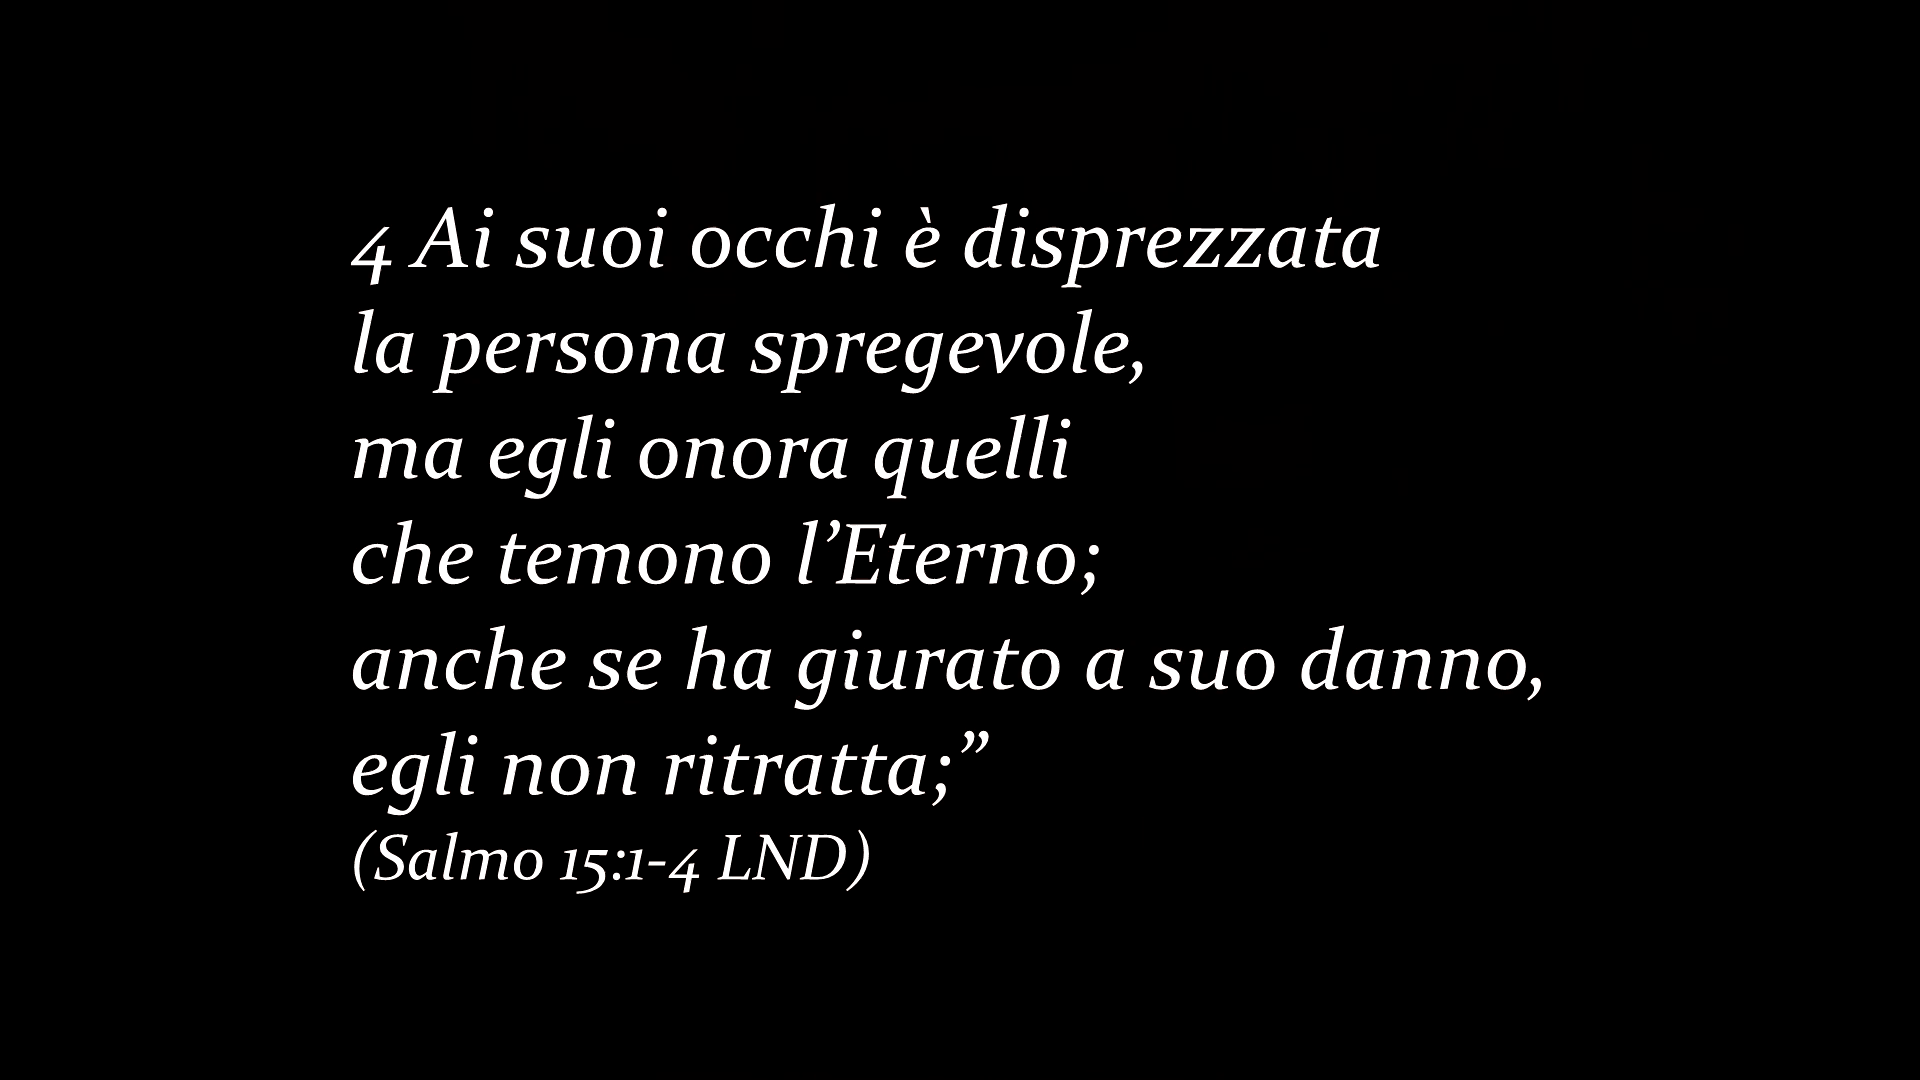 4 Ai suoi occhi è disprezzata
la persona spregevole,
ma egli onora quelli
che temono l’Eterno;
anche se ha giurato a suo danno,
egli non ritratta;”
(Salmo 15:1-4 LND)